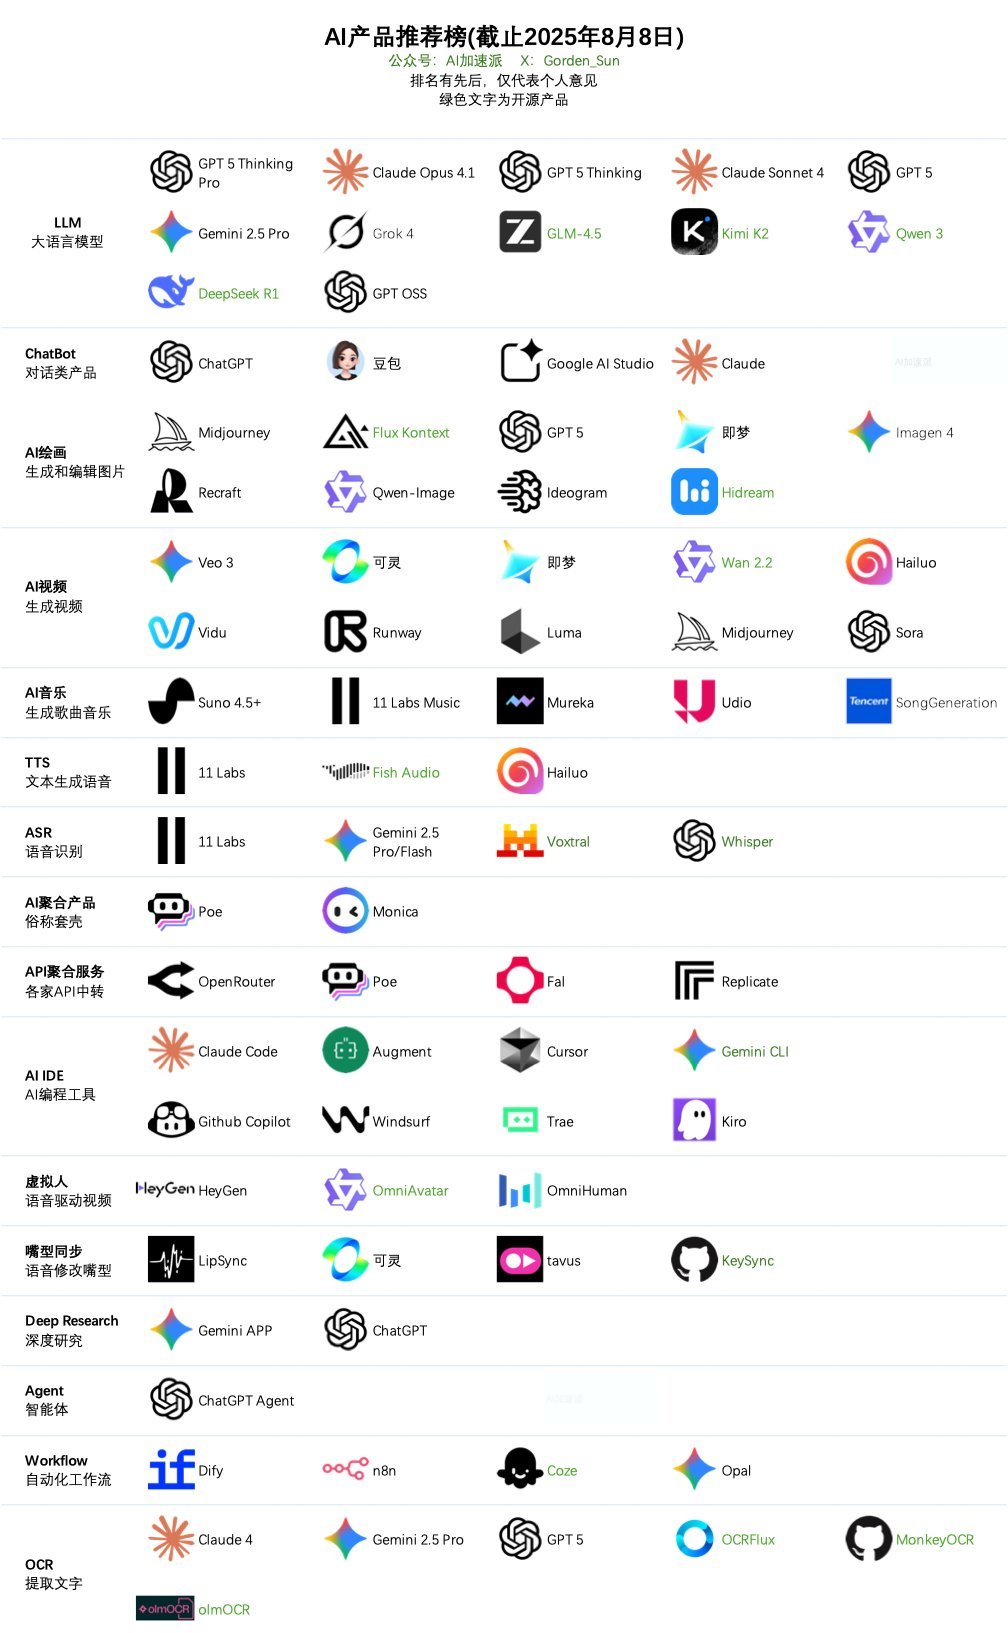 AI产品推荐榜(截止2025年8月8日)
公众号：AI加速派 X：Gorden_Sun
排名有先后，仅代表个人意见
绿色文字为开源产品
LLM
大语言模型
GPT 5 Thinking Pro
Claude Opus 4.1
GPT 5 Thinking
Claude Sonnet 4
GPT 5
Gemini 2.5 Pro
Grok 4
GLM-4.5
Kimi K2
Qwen 3
DeepSeek R1
GPT OSS
ChatBot
对话类产品
ChatGPT
豆包
Google AI Studio
Claude
AI加速派
AI绘画
生成和编辑图片
Midjourney
Flux Kontext
GPT 5
即梦
Imagen 4
Recraft
Qwen-Image
Ideogram
Hidream
AI视频
生成视频
Veo 3
可灵
即梦
Wan 2.2
Hailuo
Vidu
Runway
Luma
Midjourney
Sora
AI音乐
生成歌曲音乐
Suno 4.5+
11 Labs Music
Mureka
Udio
Tencent
SongGeneration
TTS
文本生成语音
11 Labs
Fish Audio
Hailuo
ASR
语音识别
11 Labs
Gemini 2.5
Pro/Flash
Voxtral
Whisper
AI聚合产品
俗称套壳
Poe
Monica
API聚合服务
各家API中转
OpenRouter
Poe
Fal
Replicate
AI IDE
AI编程工具
Claude Code
Augment
Cursor
Gemini CLI
Github Copilot
Windsurf
Trae
Kiro
虚拟人
语音驱动视频
HeyGen
HeyGen
OmniAvatar
OmniHuman
嘴型同步
语音修改嘴型
LipSync
可灵
tavus
KeySync
Deep Research
深度研究
Gemini APP
ChatGPT
Agent
智能体
ChatGPT Agent
AI加速派
Workflow
自动化工作流
if
Dify
n8n
Coze
Opal
OCR
提取文字
Claude 4
Gemini 2.5 Pro
GPT 5
OCRFlux
MonkeyOCR
olmOCR
olmOCR